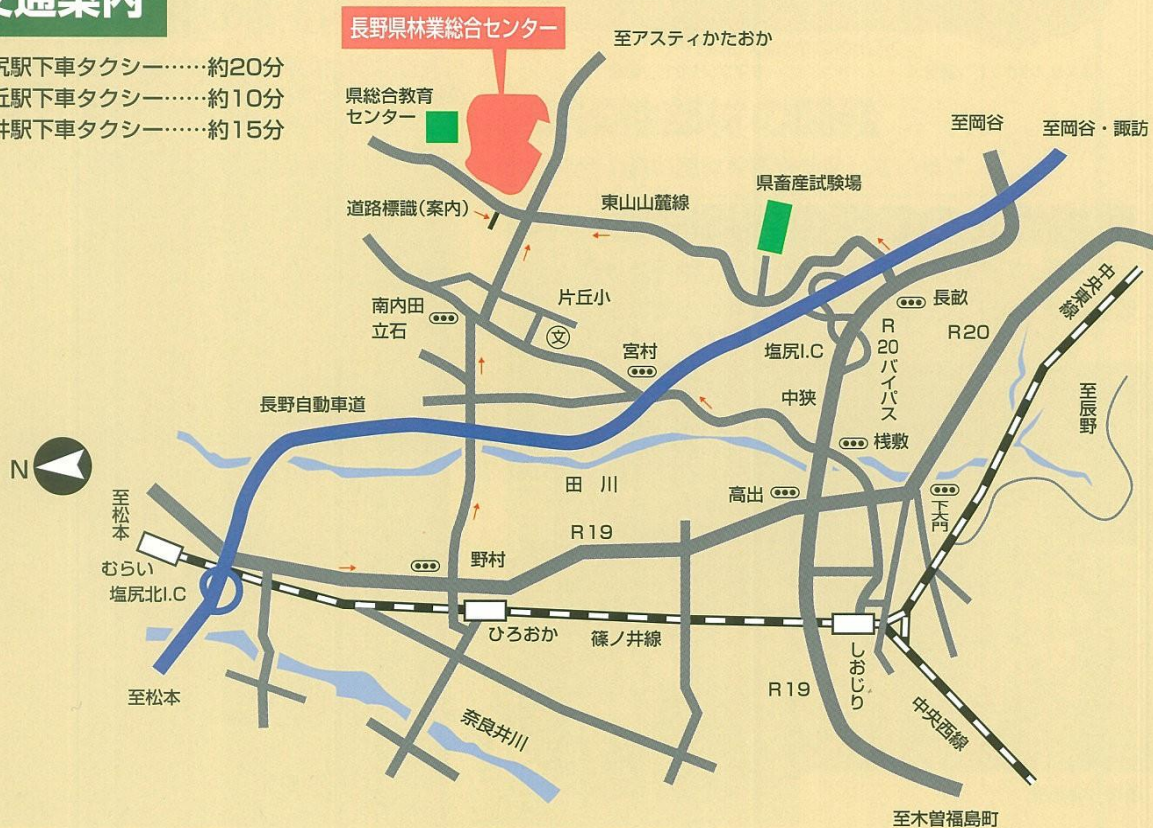 交通案内
尻駅下車タクシー……約20分
丘駅下車タクシー……約10分
井駅下車タクシー……約15分
長野県林業総合センター
至アスティかたおか
県総合教育
センター
至岡谷
至岡谷・諏訪
県畜産試験場
道路標識(案内)
東山山麓線
中央東線
南内田
立石
片丘小
文
宮村
塩尻I.C
長畝
R20バイパス
R20
中挟
至辰野
長野自動車道
桟敷
N
田川
高出
下大門
至松本
R19
むらい
野村
塩尻北I.C
ひろおか
篠ノ井線
しおじり
至松本
R19
奈良井川
中央西線
至木曽福島町